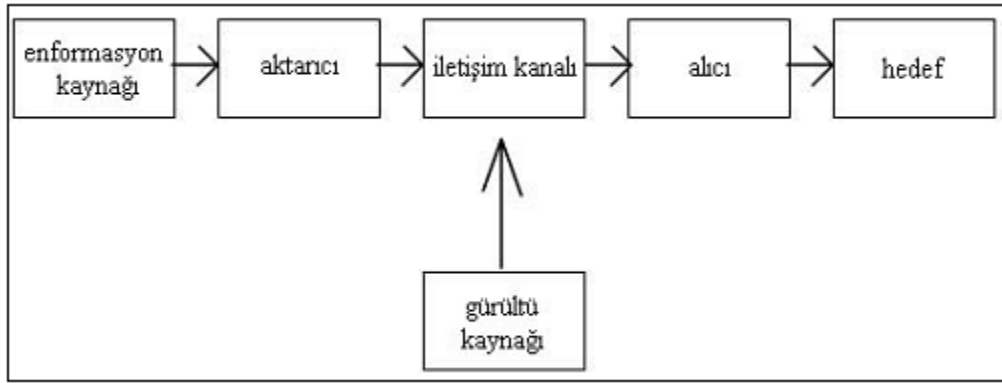 enformasyon
kaynağı
aktarıcı
iletişim kanalı
alıcı
hedef
gürültü
kaynağı